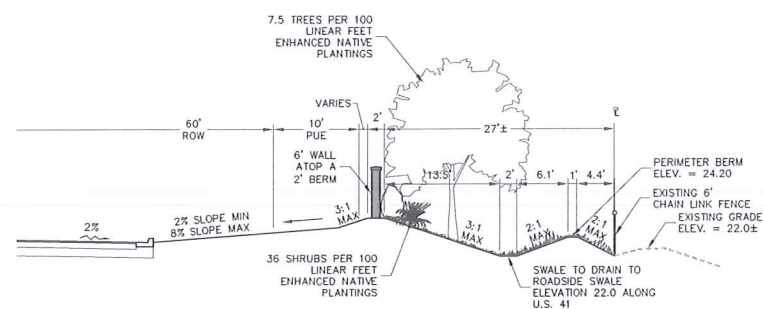 7.5 TREES PER 100
LINEAR FEET
ENHANCED NATIVE
PLANTINGS
VARIES
2'
60'
ROW
10'
PUE
27'±
℄
6' WALL
ATOP A
2' BERM
13.5'
2'
6.1'
1'
4.4'
PERIMETER BERM
ELEV. = 24.20
EXISTING 6'
CHAIN LINK FENCE
EXISTING GRADE
ELEV. = 22.0±
2%
2% SLOPE MIN
8% SLOPE MAX
3:1
MAX
3:1
MAX
2:1
MAX
2:1
MAX
36 SHRUBS PER 100
LINEAR FEET
ENHANCED NATIVE
PLANTINGS
SWALE TO DRAIN TO
ROADSIDE SWALE
ELEVATION 22.0 ALONG
U.S. 41